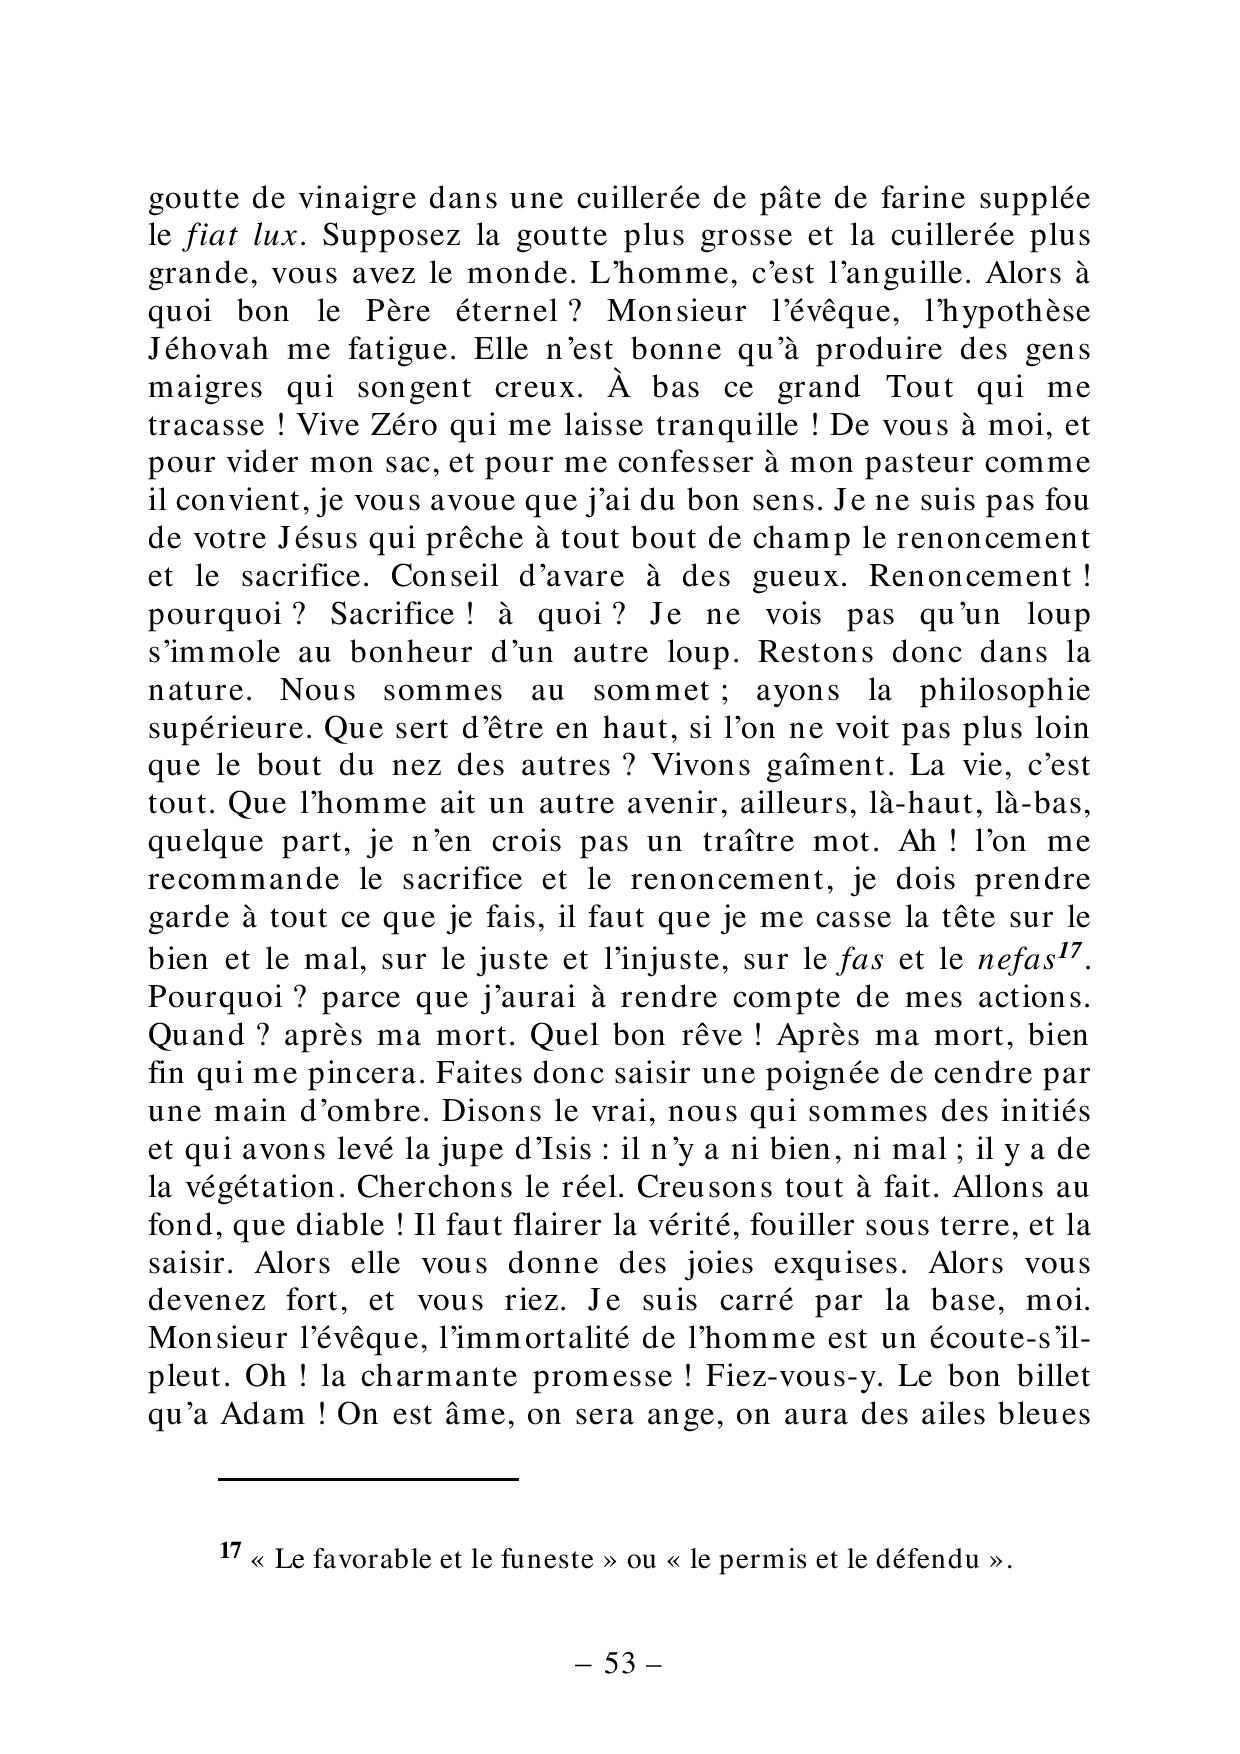 goutte de vinaigre dans une cuillerée de pâte de farine supplée
le fiat lux. Supposez la goutte plus grosse et la cuillerée plus
grande, vous avez le monde. L’homme, c’est l’anguille. Alors à
quoi bon le Père éternel ? Monsieur l’évêque, l’hypothèse
Jéhovah me fatigue. Elle n’est bonne qu’à produire des gens
maigres qui songent creux. À bas ce grand Tout qui me
tracasse ! Vive Zéro qui me laisse tranquille ! De vous à moi, et
pour vider mon sac, et pour me confesser à mon pasteur comme
il convient, je vous avoue que j’ai du bon sens. Je ne suis pas fou
de votre Jésus qui prêche à tout bout de champ le renoncement
et le sacrifice. Conseil d’avare à des gueux. Renoncement !
pourquoi ? Sacrifice ! à quoi ? Je ne vois pas qu’un loup
s’immole au bonheur d’un autre loup. Restons donc dans la
nature. Nous sommes au sommet ; ayons la philosophie
supérieure. Que sert d’être en haut, si l’on ne voit pas plus loin
que le bout du nez des autres ? Vivons gaîment. La vie, c’est
tout. Que l’homme ait un autre avenir, ailleurs, là-haut, là-bas,
quelque part, je n’en crois pas un traître mot. Ah ! l’on me
recommande le sacrifice et le renoncement, je dois prendre
garde à tout ce que je fais, il faut que je me casse la tête sur le
bien et le mal, sur le juste et l’injuste, sur le fas et le nefas17.
Pourquoi ? parce que j’aurai à rendre compte de mes actions.
Quand ? après ma mort. Quel bon rêve ! Après ma mort, bien
fin qui me pincera. Faites donc saisir une poignée de cendre par
une main d’ombre. Disons le vrai, nous qui sommes des initiés
et qui avons levé la jupe d’Isis : il n’y a ni bien, ni mal ; il y a de
la végétation. Cherchons le réel. Creusons tout à fait. Allons au
fond, que diable ! Il faut flairer la vérité, fouiller sous terre, et la
saisir. Alors elle vous donne des joies exquises. Alors vous
devenez fort, et vous riez. Je suis carré par la base, moi.
Monsieur l’évêque, l’immortalité de l’homme est un écoute-s’il-
pleut. Oh ! la charmante promesse ! Fiez-vous-y. Le bon billet
qu’a Adam ! On est âme, on sera ange, on aura des ailes bleues
17 « Le favorable et le funeste » ou « le permis et le défendu ».
– 53 –